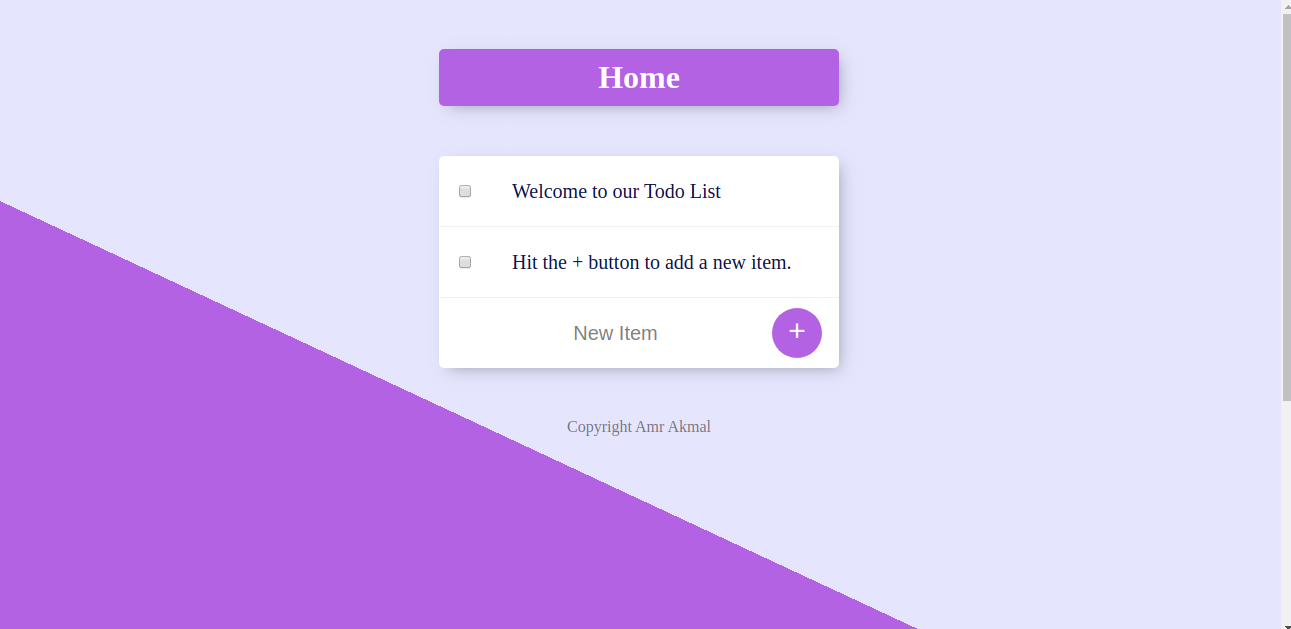 Home
Welcome to our Todo List
Hit the + button to add a new item.
New Item +
Copyright Amr Akmal